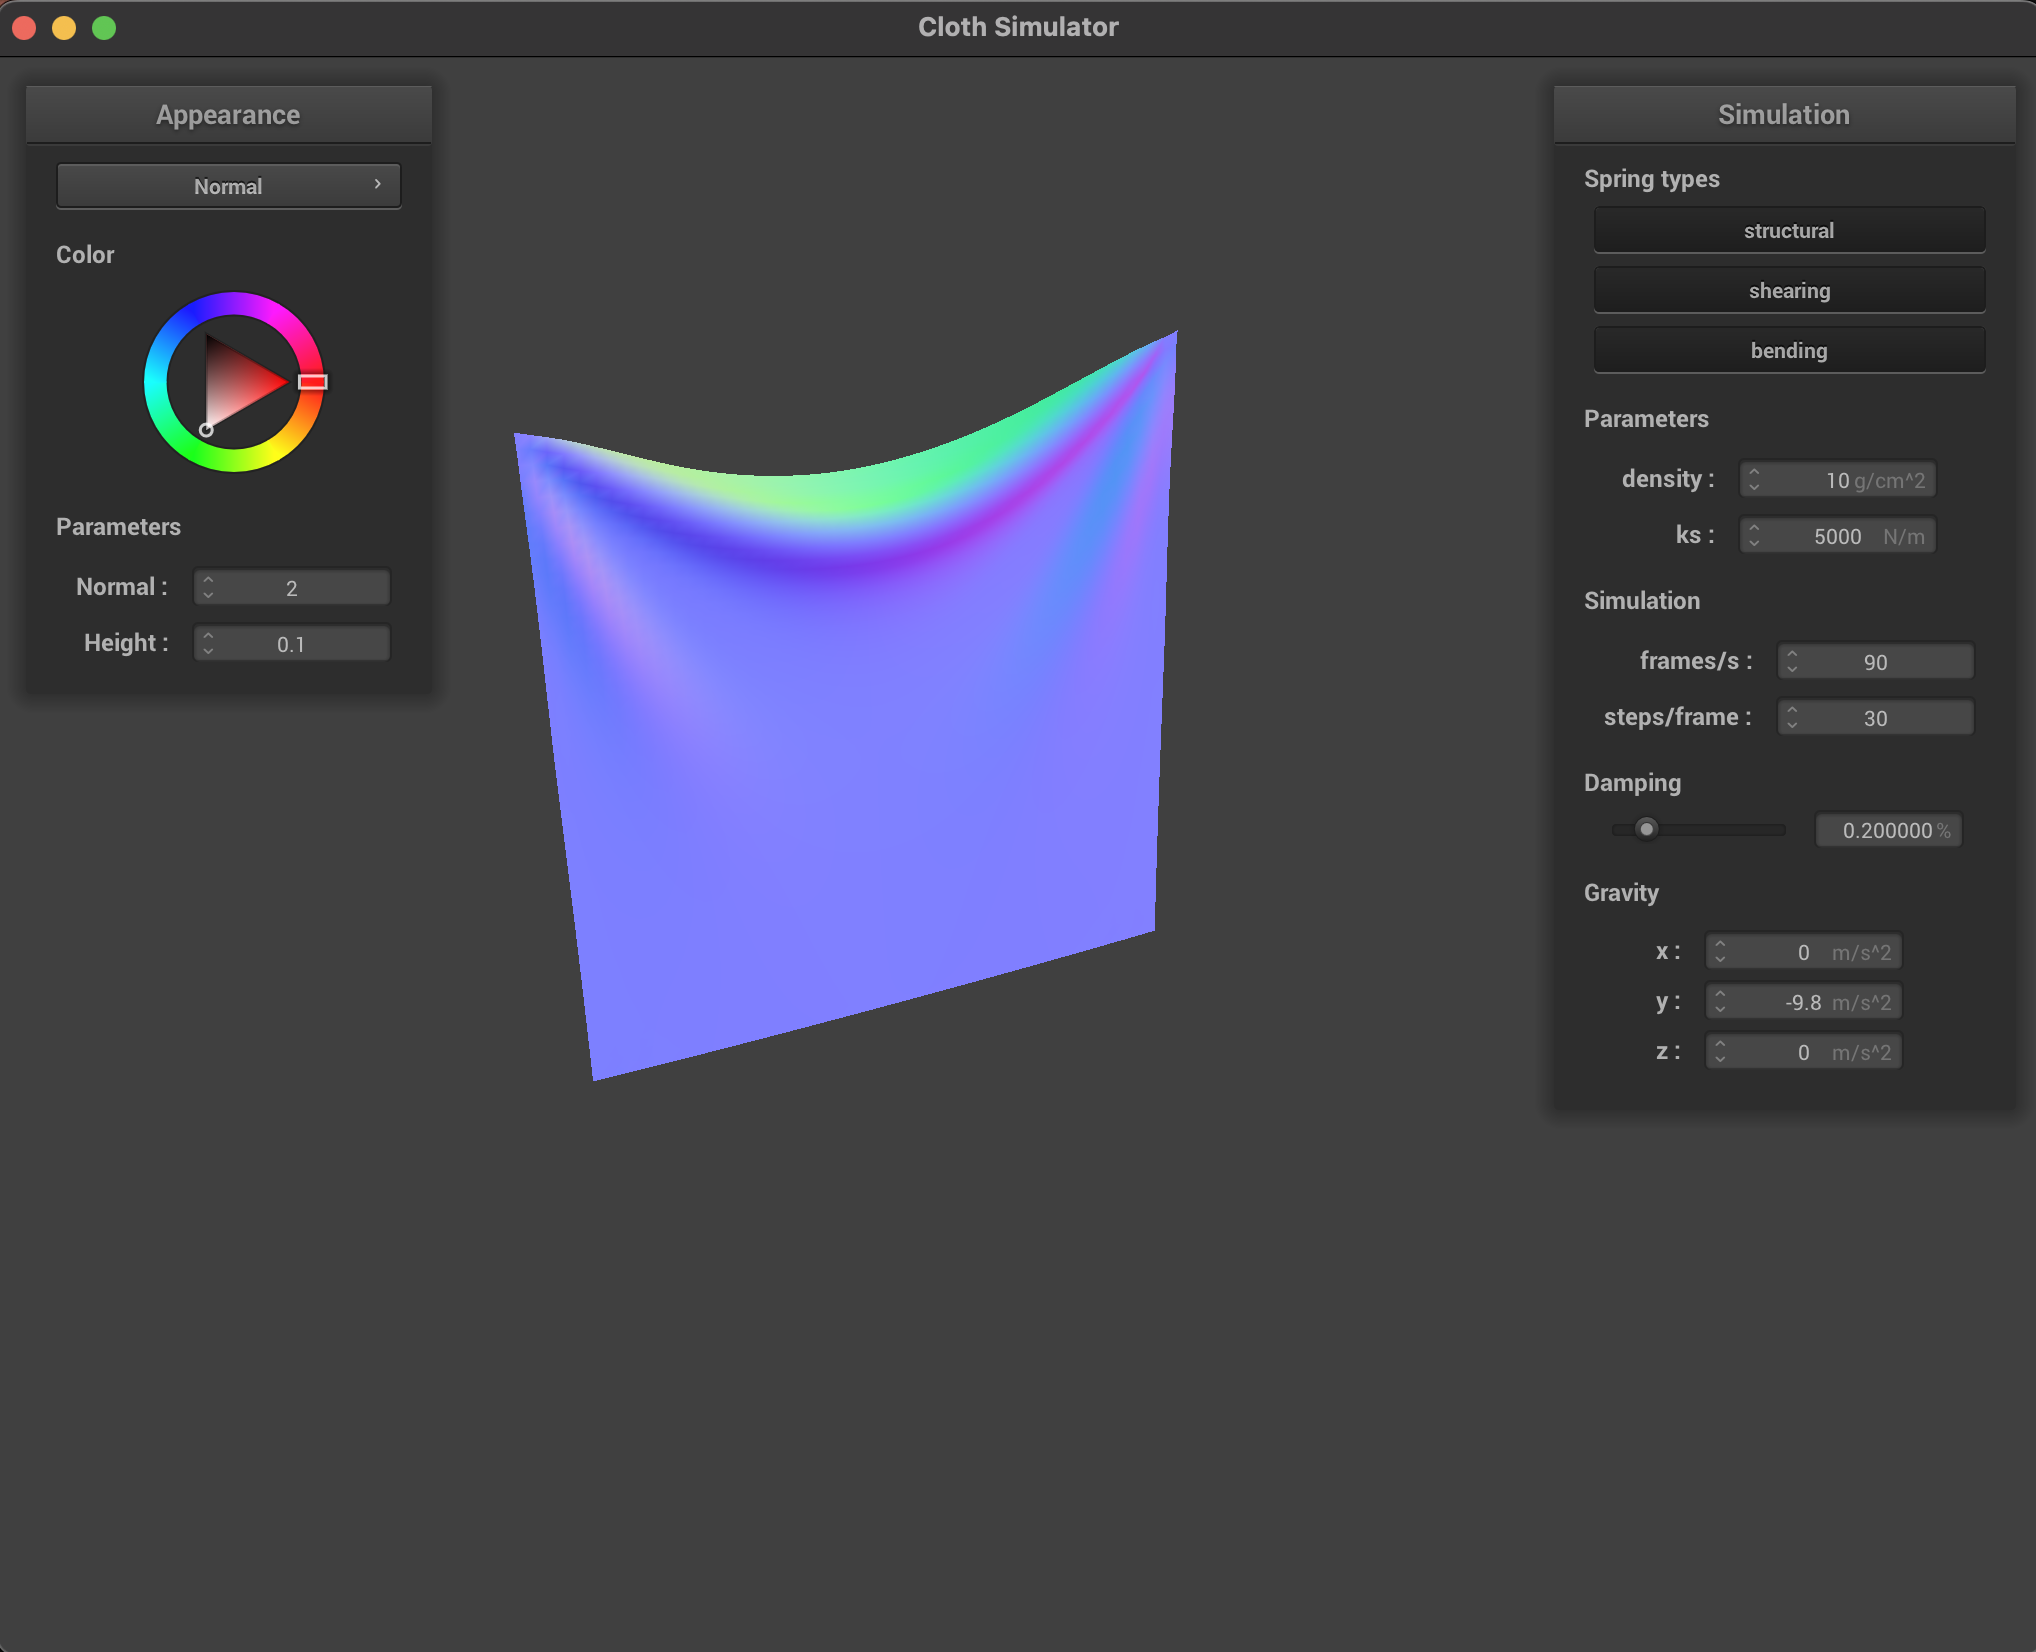 Cloth Simulator
Appearance
Normal
Color
Parameters
Normal : 2
Height : 0.1
Simulation
Spring types
structural
shearing
bending
Parameters
density : 10 g/cm^2
ks : 5000 N/m
Simulation
frames/s : 90
steps/frame : 30
Damping
0.200000 %
Gravity
x : 0 m/s^2
y : -9.8 m/s^2
z : 0 m/s^2